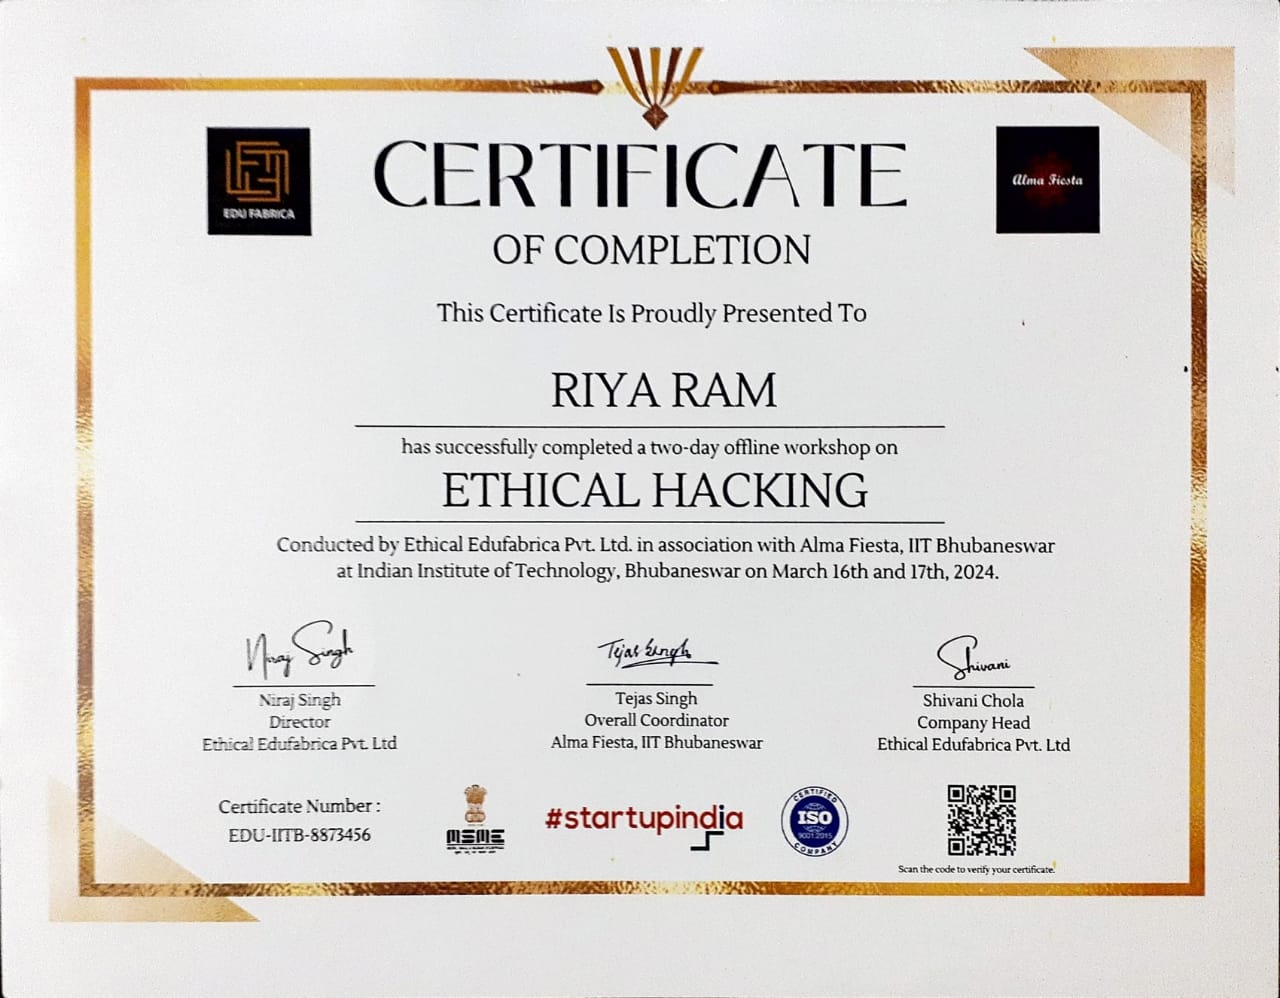 EDU FABRICA
Alma Fiesta
CERTIFICATE
OF COMPLETION
This Certificate Is Proudly Presented To
RIYA RAM
has successfully completed a two-day offline workshop on
ETHICAL HACKING
Conducted by Ethical Edufabrica Pvt. Ltd. in association with Alma Fiesta, IIT Bhubaneswar
at Indian Institute of Technology, Bhubaneswar on March 16th and 17th, 2024.
Niraj Singh
Tejas Singh
Shivani
Niraj Singh
Director
Ethical Edufabrica Pvt. Ltd
Tejas Singh
Overall Coordinator
Alma Fiesta, IIT Bhubaneswar
Shivani Chola
Company Head
Ethical Edufabrica Pvt. Ltd
Certificate Number :
EDU-IITB-8873456
MSME
#startupindia
CERTIFIED
ISO
9001:2015
COMPANY
Scan the code to verify your certificate.